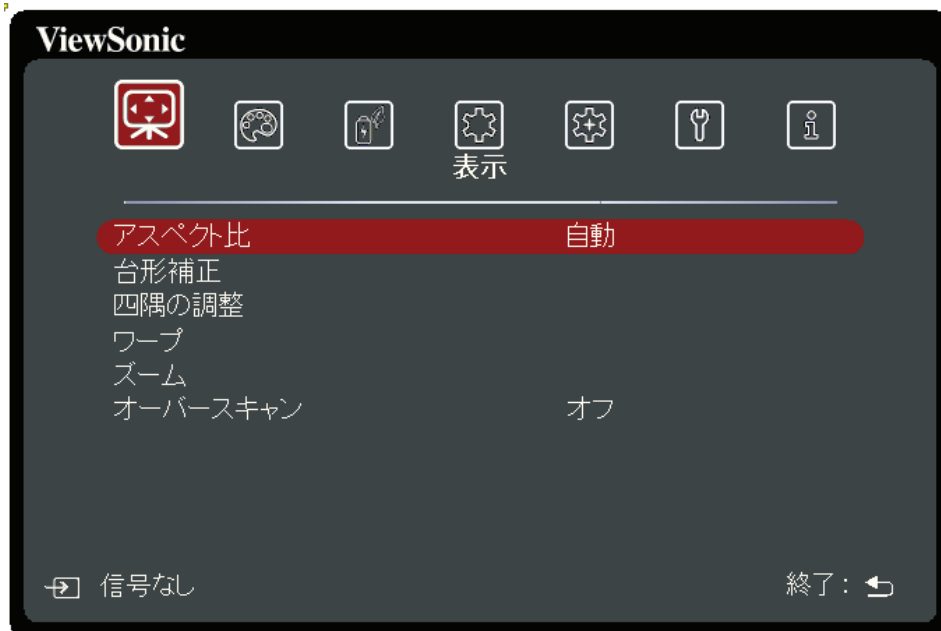 ViewSonic
表示
アスペクト比 自動
台形補正
四隅の調整
ワープ
ズーム
オーバースキャン オフ
信号なし 終了: